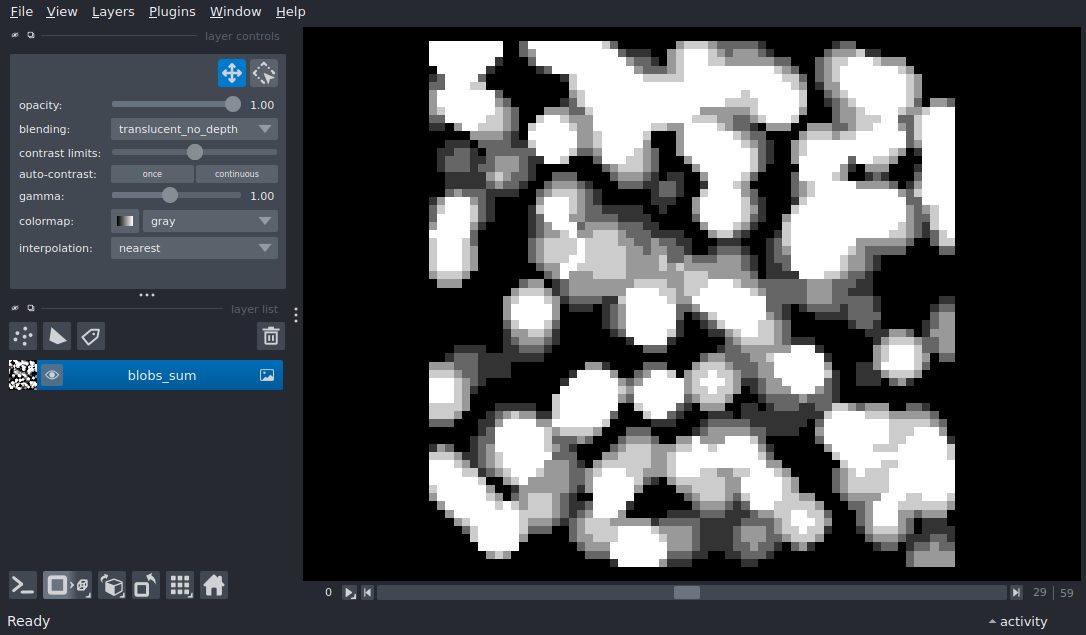 File View Layers Plugins Window Help
layer controls
opacity: 1.00
blending: translucent_no_depth
contrast limits:
auto-contrast: once continuous
gamma: 1.00
colormap: gray
interpolation: nearest
layer list
blobs_sum
0 29 59
Ready activity